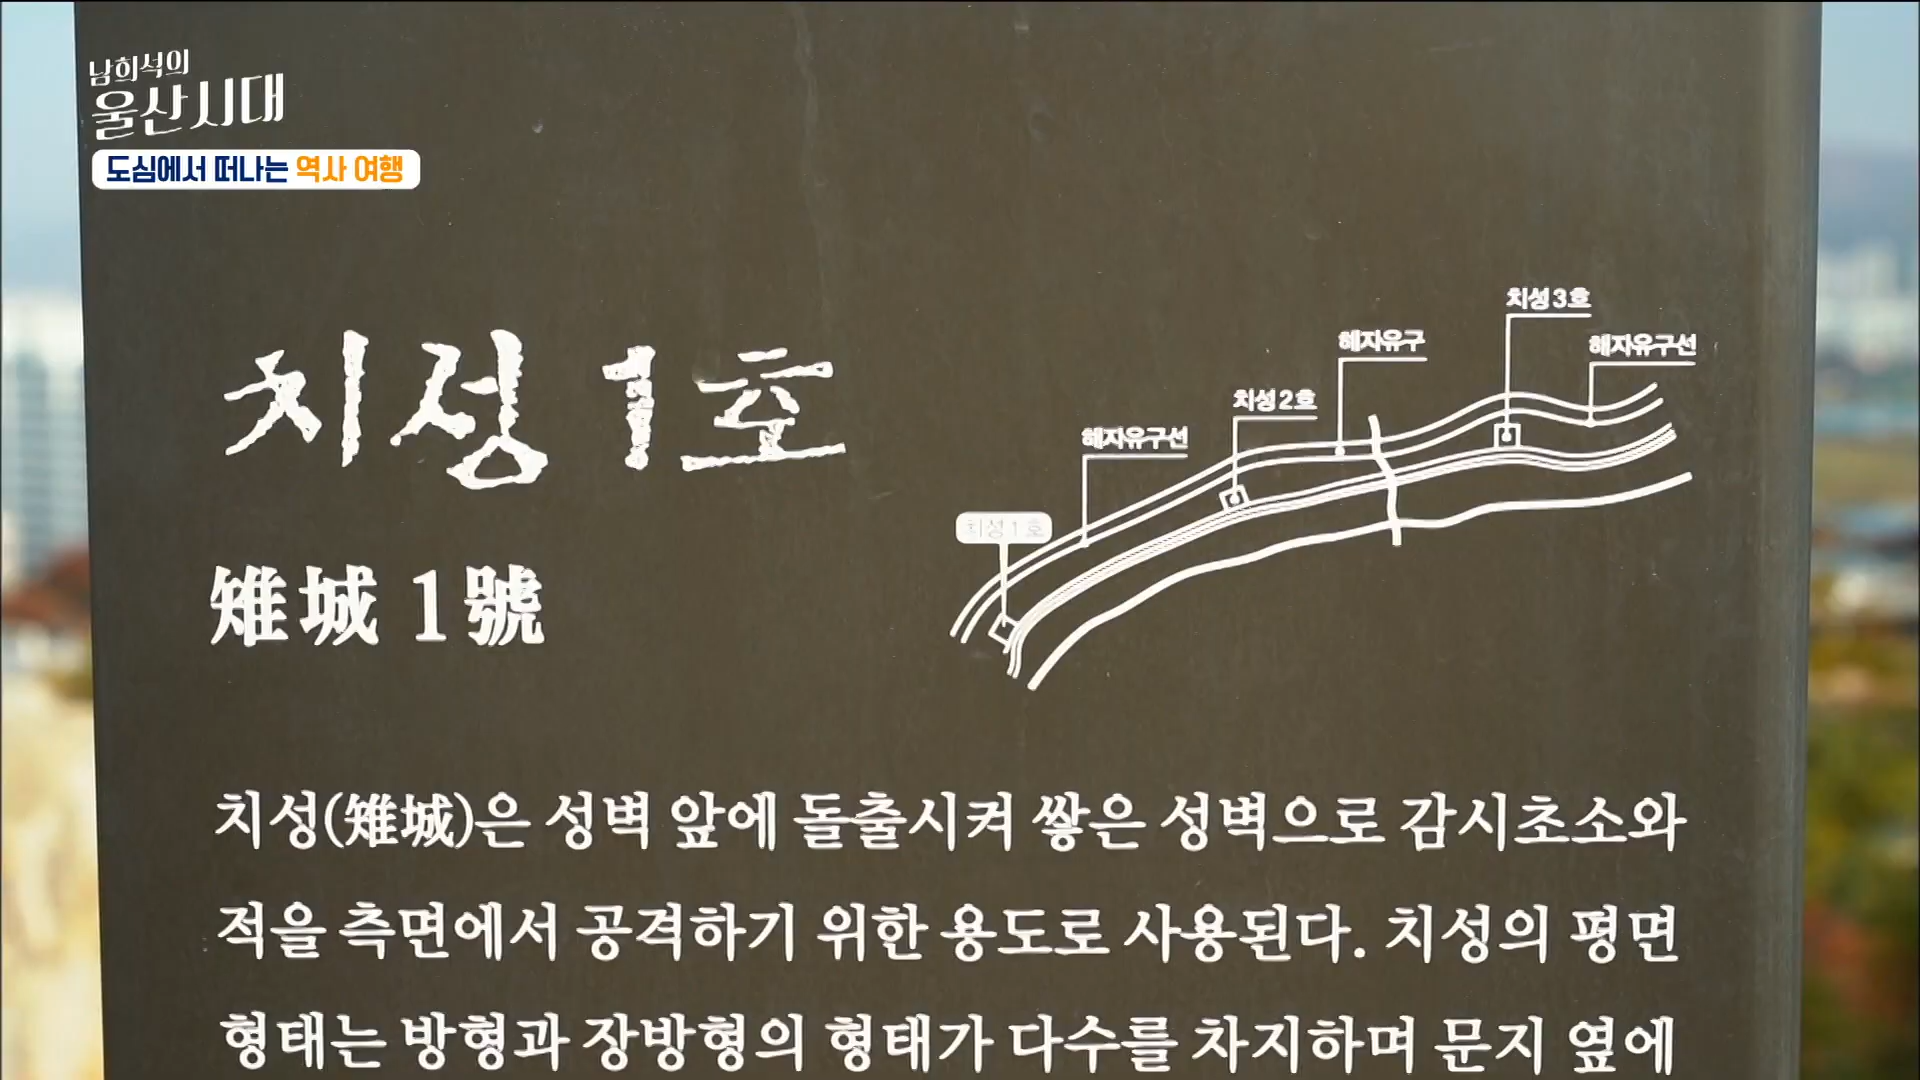 남희석의
울산시대
도심에서 떠나는 역사 여행
치성 1호
雉城 1號
치성 3호
해자유구
해자유구선
치성 2호
해자유구선
치성 1호
치성(雉城)은 성벽 앞에 돌출시켜 쌓은 성벽으로 감시초소와
적을 측면에서 공격하기 위한 용도로 사용된다. 치성의 평면
형태는 방형과 장방형의 형태가 다수를 차지하며 문지 옆에